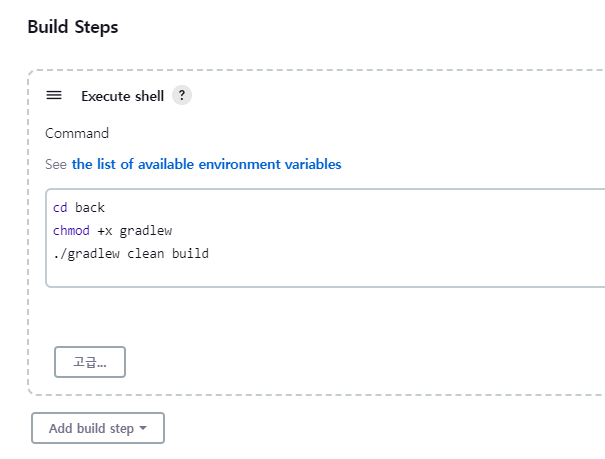 Build Steps
Execute shell ?
Command
See the list of available environment variables
cd back
chmod +x gradlew
./gradlew clean build
고급...
Add build step